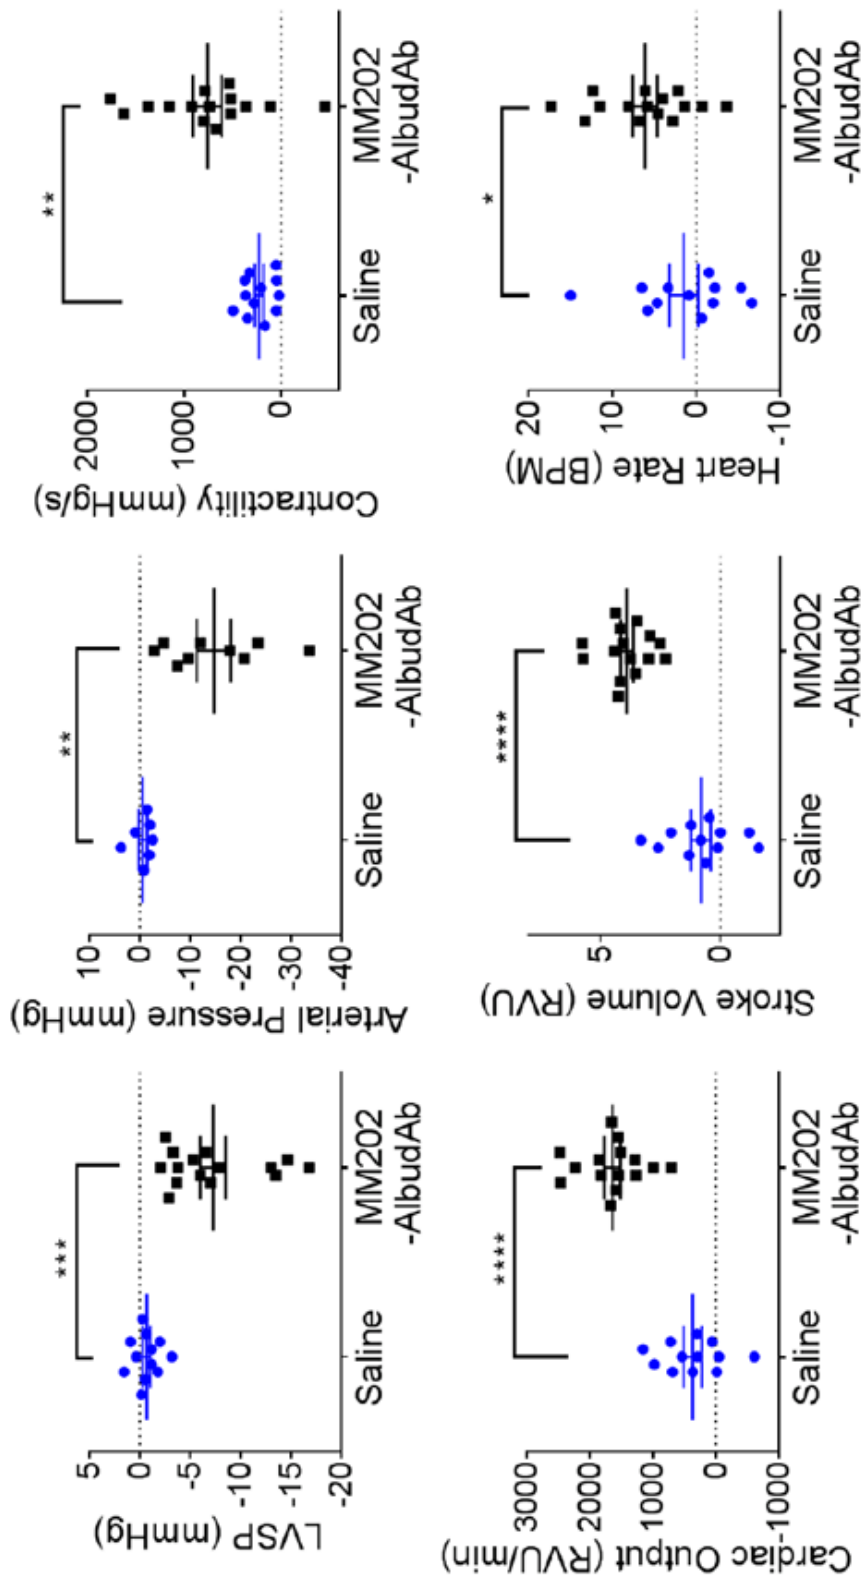 LVSP (mmHg)
5
0
-5
-10
-15
-20
***
Saline
MM202
-AlbudAb
Arterial Pressure (mmHg)
10
0
-10
-20
-30
-40
**
Saline
MM202
-AlbudAb
Contractility (mmHg/s)
2000
1000
0
**
Saline
MM202
-AlbudAb
Cardiac Output (RVU/min)
3000
2000
1000
0
-1000
****
Saline
MM202
-AlbudAb
Stroke Volume (RVU)
5
0
****
Saline
MM202
-AlbudAb
Heart Rate (BPM)
20
10
0
-10
*
Saline
MM202
-AlbudAb